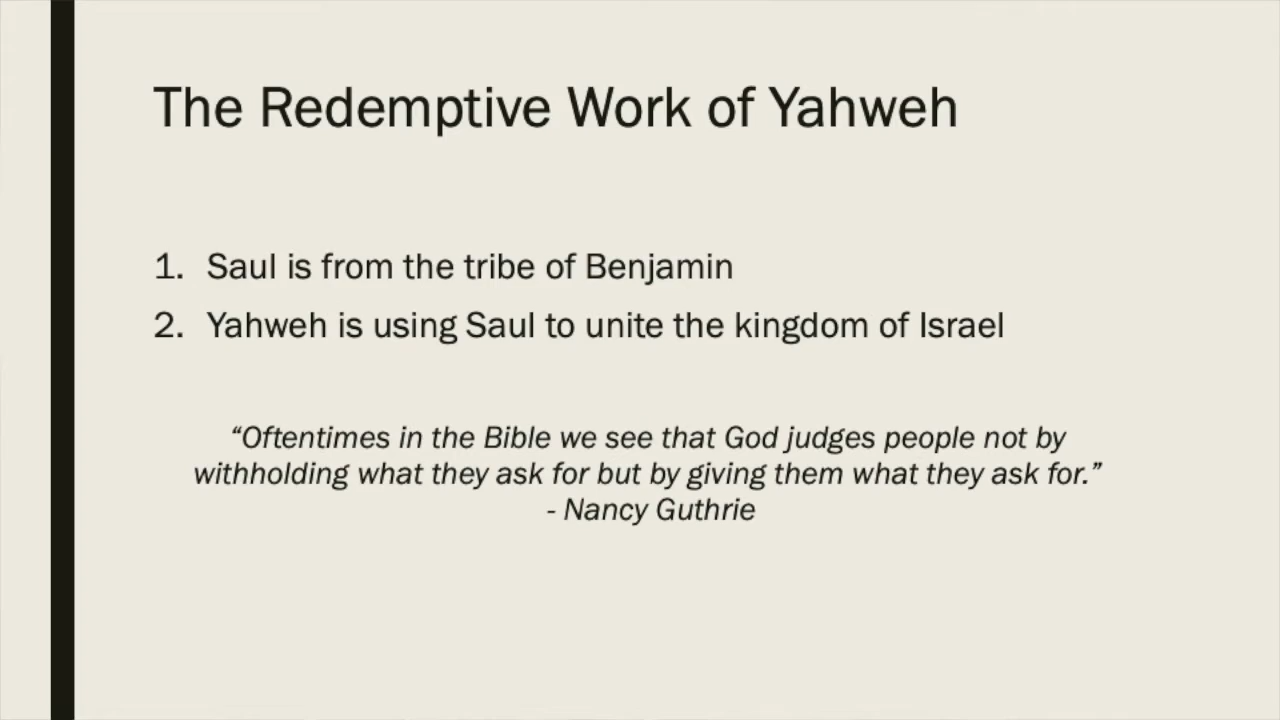 The Redemptive Work of Yahweh
1. Saul is from the tribe of Benjamin
2. Yahweh is using Saul to unite the kingdom of Israel
“Oftentimes in the Bible we see that God judges people not by
withholding what they ask for but by giving them what they ask for.”
- Nancy Guthrie